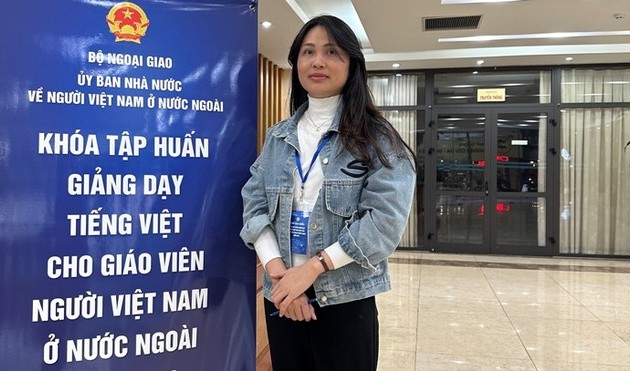 BỘ NGOẠI GIAO
ỦY BAN NHÀ NƯỚC
VỀ NGƯỜI VIỆT NAM Ở NƯỚC NGOÀI
KHÓA TẬP HUẤN
GIẢNG DẠY
TIẾNG VIỆT
CHO GIÁO VIÊN
NGƯỜI VIỆT NAM
Ở NƯỚC NGOÀI